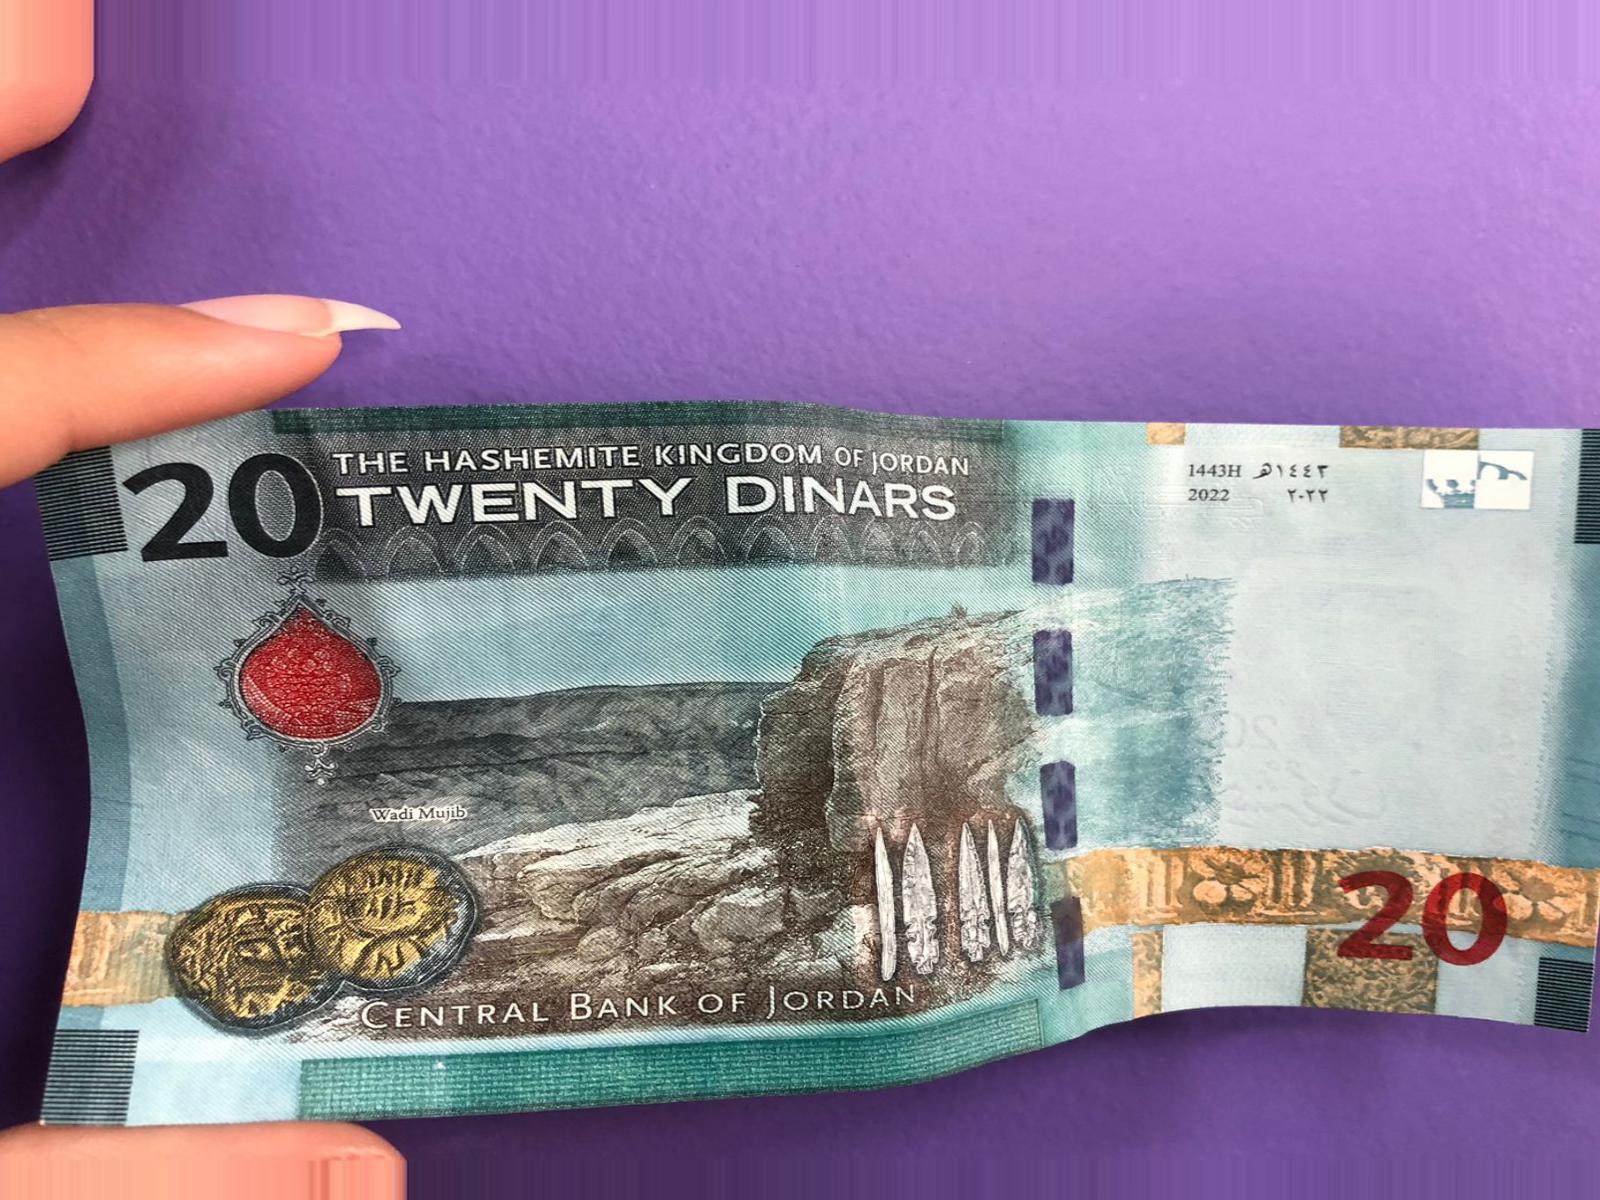 20
THE HASHEMITE KINGDOM OF JORDAN
TWENTY DINARS
1443H ١٤٤٣هـ
2022 ٢٠٢٢
Wadi Mujib
20
CENTRAL BANK OF JORDAN